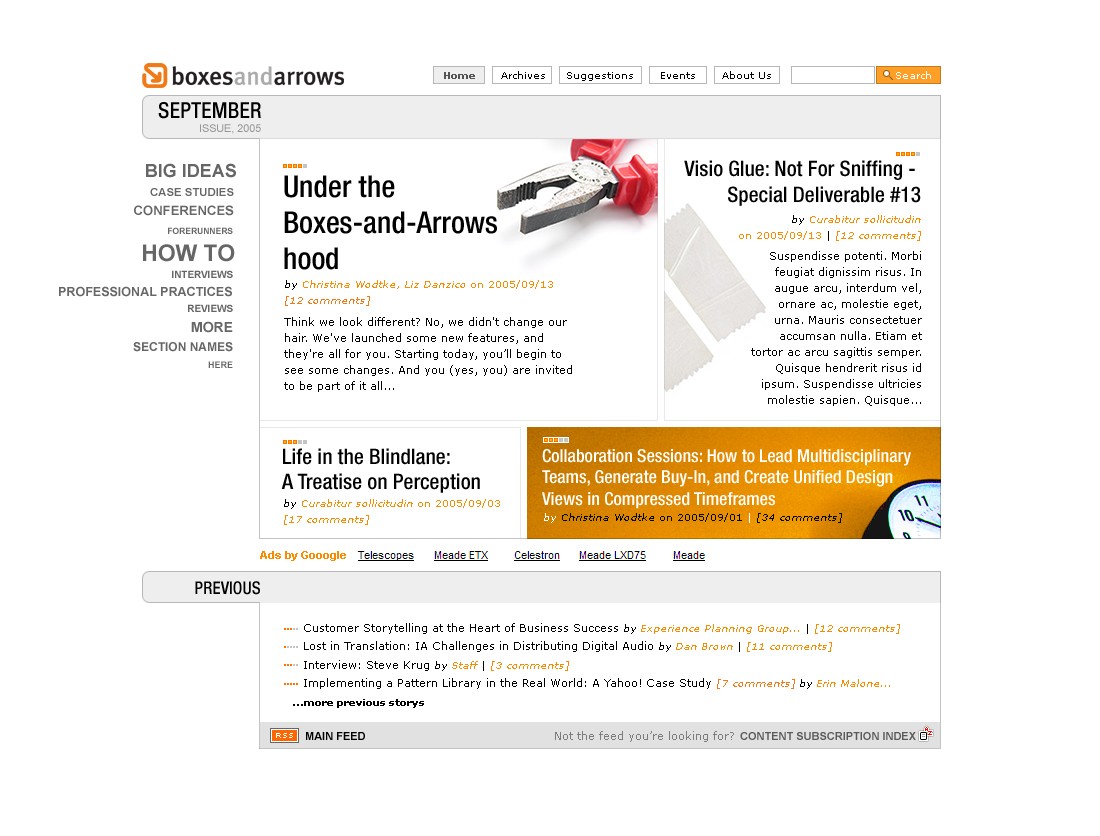 boxesandarrows
Home
Archives
Suggestions
Events
About Us
Search
SEPTEMBER
ISSUE, 2005
BIG IDEAS
CASE STUDIES
CONFERENCES
FORERUNNERS
HOW TO
INTERVIEWS
PROFESSIONAL PRACTICES
REVIEWS
MORE
SECTION NAMES
HERE
Under the
Boxes-and-Arrows
hood
by Christina Wodtke, Liz Danzico on 2005/09/13
[12 comments]
Think we look different? No, we didn't change our
hair. We've launched some new features, and
they're all for you. Starting today, you'll begin to
see some changes. And you (yes, you) are invited
to be part of it all...
Visio Glue: Not For Sniffing -
Special Deliverable #13
by Curabitur sollicitudin
on 2005/09/13 | [12 comments]
Suspendisse potenti. Morbi
feugiat dignissim risus. In
augue arcu, interdum vel,
ornare ac, molestie eget,
urna. Mauris consectetuer
accumsan nulla. Etiam et
tortor ac arcu sagittis semper.
Quisque hendrerit risus id
ipsum. Suspendisse ultricies
molestie sapien. Quisque...
Life in the Blindlane:
A Treatise on Perception
by Curabitur sollicitudin on 2005/09/03
[17 comments]
Collaboration Sessions: How to Lead Multidisciplinary
Teams, Generate Buy-In, and Create Unified Design
Views in Compressed Timeframes
by Christina Wodtke on 2005/09/01 | [34 comments]
11
10
9
Ads by Gooogle Telescopes Meade ETX Celestron Meade LXD75 Meade
PREVIOUS
Customer Storytelling at the Heart of Business Success by Experience Planning Group... | [12 comments]
Lost in Translation: IA Challenges in Distributing Digital Audio by Dan Brown | [11 comments]
Interview: Steve Krug by Staff | [3 comments]
Implementing a Pattern Library in the Real World: A Yahoo! Case Study [7 comments] by Erin Malone...
...more previous storys
RSS MAIN FEED
Not the feed you're looking for? CONTENT SUBSCRIPTION INDEX